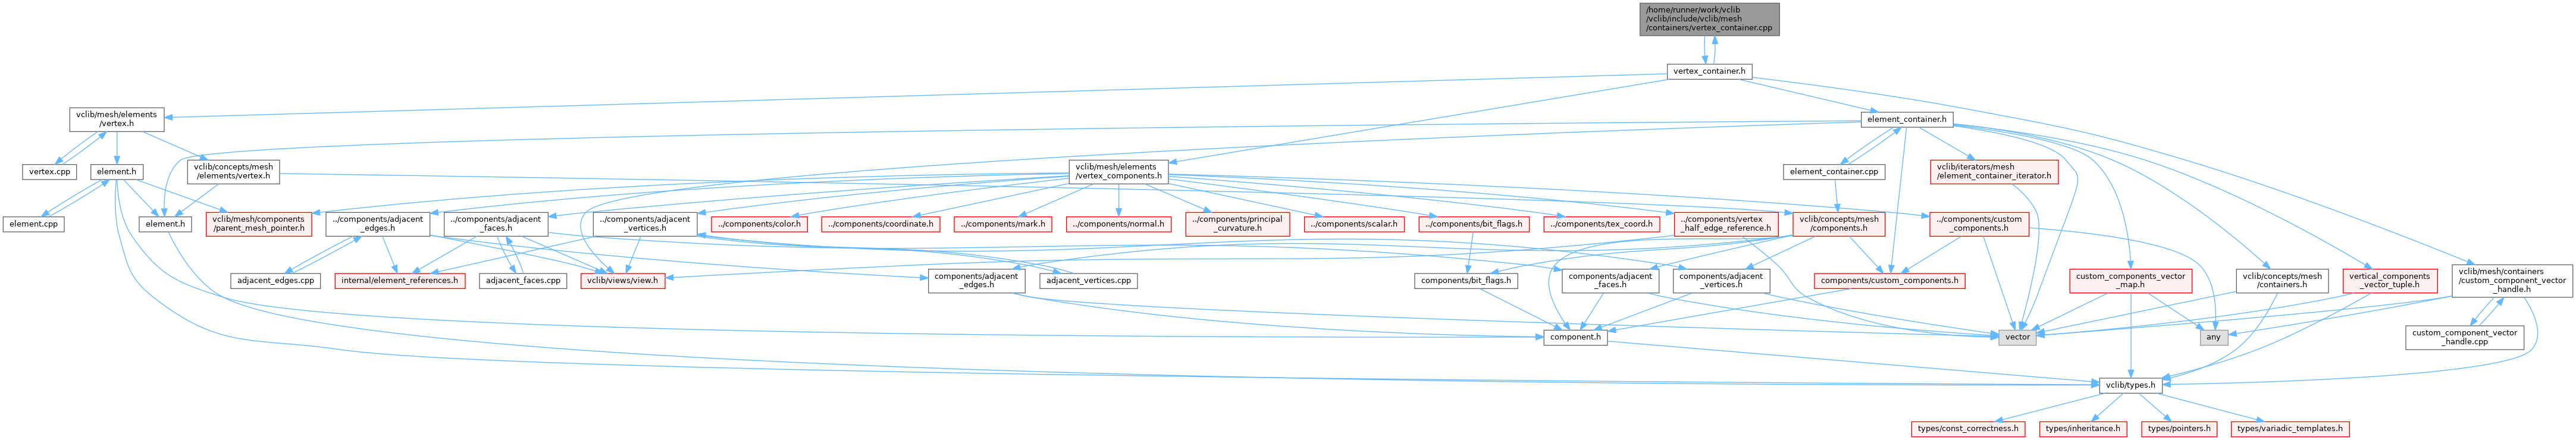 /home/runner/work/vclib
/vclib/include/vclib/mesh
/containers/vertex_container.cpp
vertex_container.h
vclib/mesh/elements
/vertex.h
element_container.h
vertex.cpp
element.h
vclib/concepts/mesh
/elements/vertex.h
vclib/mesh/elements
/vertex_components.h
element_container.cpp
vclib/iterators/mesh
/element_container_iterator.h
element.cpp
element.h
vclib/mesh/components
/parent_mesh_pointer.h
../components/adjacent
_edges.h
../components/adjacent
_faces.h
../components/adjacent
_vertices.h
../components/color.h
../components/coordinate.h
../components/mark.h
../components/normal.h
../components/principal
_curvature.h
../components/scalar.h
../components/bit_flags.h
../components/tex_coord.h
../components/vertex
_half_edge_reference.h
vclib/concepts/mesh
/components.h
../components/custom
_components.h
adjacent_edges.cpp
internal/element_references.h
adjacent_faces.cpp
vclib/views/view.h
components/adjacent
_edges.h
adjacent_vertices.cpp
components/bit_flags.h
components/adjacent
_faces.h
components/adjacent
_vertices.h
components/custom_components.h
custom_components_vector
_map.h
vclib/concepts/mesh
/containers.h
vertical_components
_vector_tuple.h
vclib/mesh/containers
/custom_component_vector
_handle.h
component.h
vector
any
custom_component_vector
_handle.cpp
vclib/types.h
types/const_correctness.h
types/inheritance.h
types/pointers.h
types/variadic_templates.h